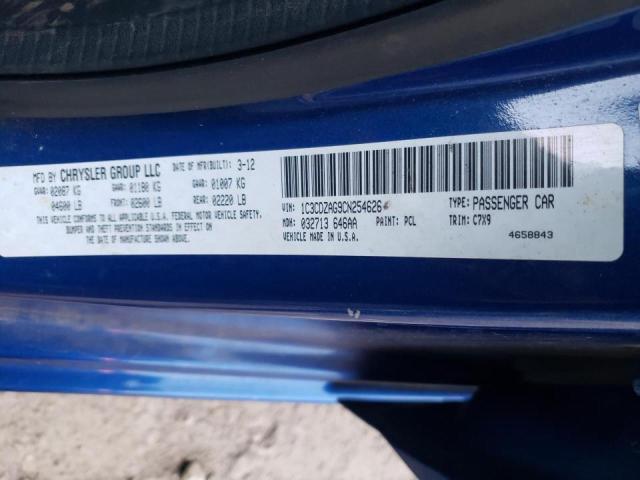 MFD BY CHRYSLER GROUP LLC DATE OF MFR(BUILT): 3-12
GVWR: 02087 KG GAWR: 01180 KG GAWR: 01007 KG
04600 LB FRONT: 02600 LB REAR: 02220 LB
THIS VEHICLE CONFORMS TO ALL APPLICABLE U.S.A. FEDERAL MOTOR VEHICLE SAFETY,
BUMPER AND THEFT PREVENTION STANDARDS IN EFFECT ON THE DATE OF
MANUFACTURE SHOWN ABOVE.
VIN: 1C3CDZAG9CN254626 TYPE: PASSENGER CAR
MDH: 032713 646AA PAINT: PCL TRIM: C7X9
VEHICLE MADE IN U.S.A. 4658843